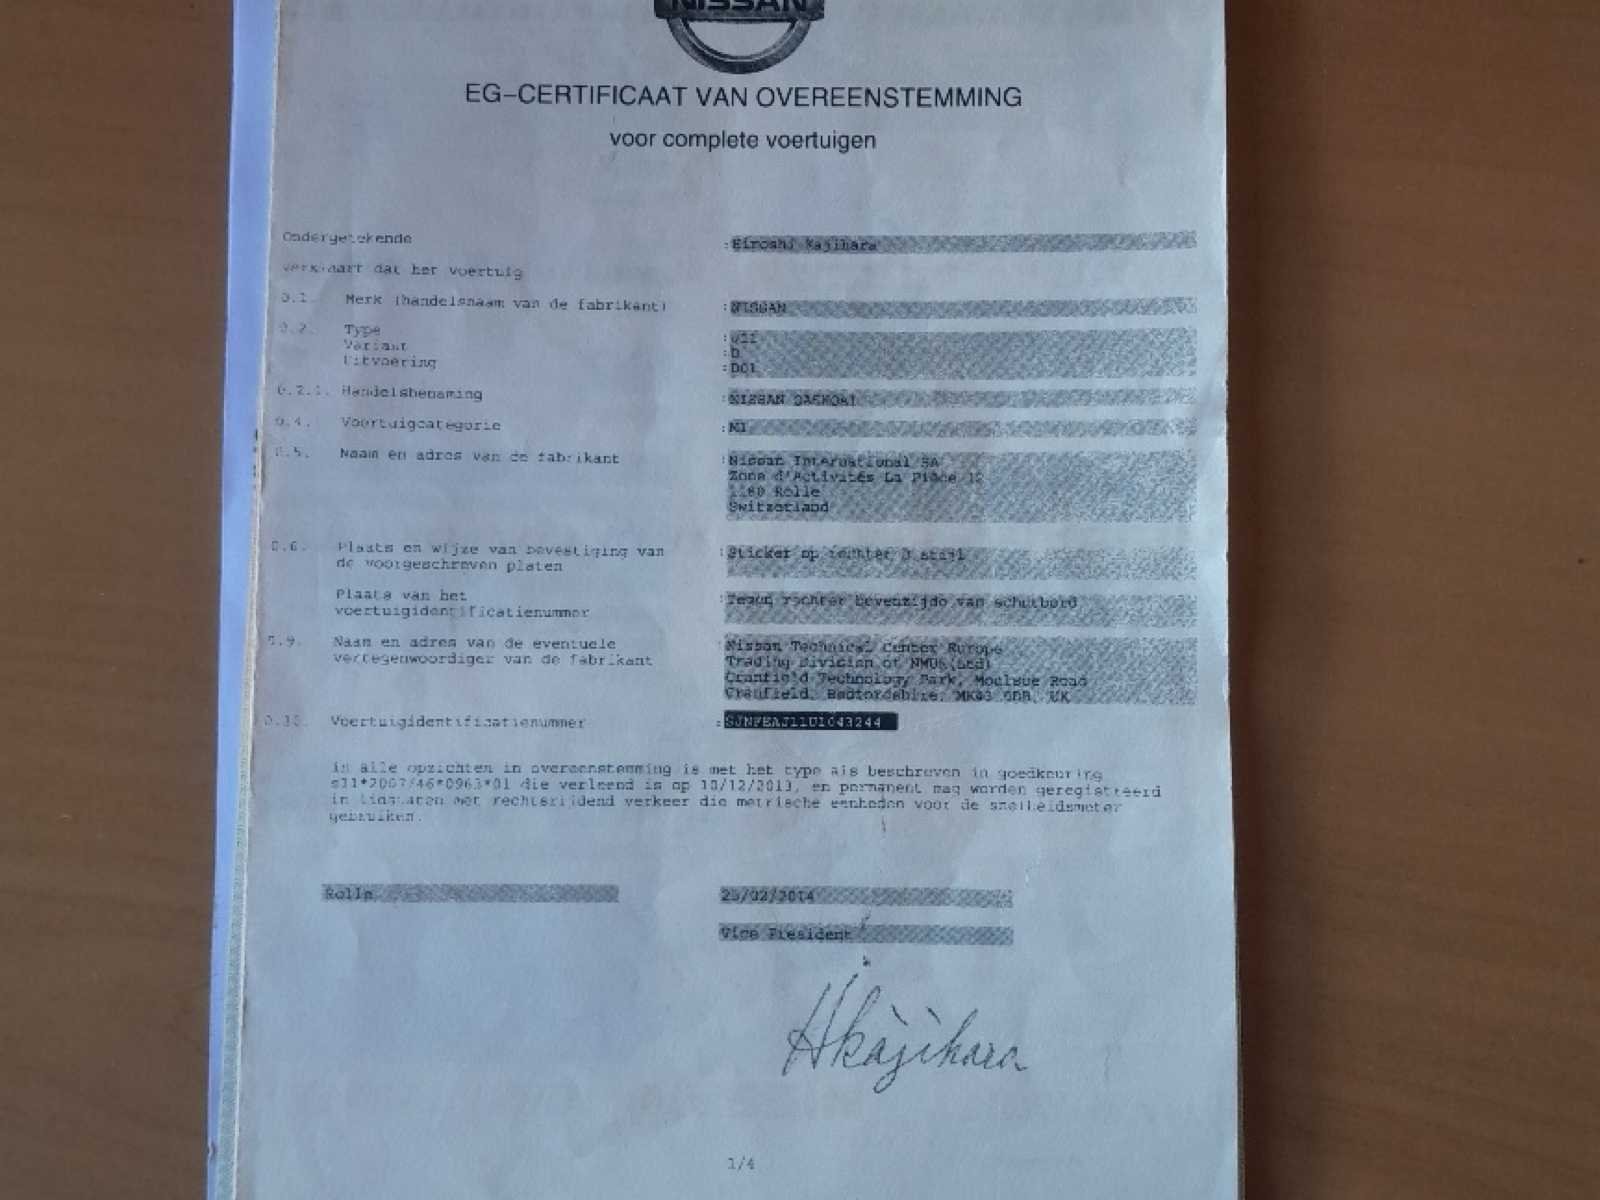 NISSAN
EG-CERTIFICAAT VAN OVEREENSTEMMING
voor complete voertuigen
Ondergetekende :Hiroshi Kajihara
verklaart dat het voertuig
0.1. Merk (handelsnaam van de fabrikant) :NISSAN
0.2. Type :J11
Variant :D
Uitvoering :D01
0.2.1. Handelsbenaming :NISSAN QASHQAI
0.4. Voertuigcategorie :M1
0.5. Naam en adres van de fabrikant :Nissan International SA
Zone d'Activités La Pièce 12
1180 Rolle
Switzerland
0.6. Plaats en wijze van bevestiging van :Sticker op rechter B stijl
de voorgeschreven platen
Plaats van het :Tegen rechter bovenzijde van schutbord
voertuigidentificatienummer
0.9. Naam en adres van de eventuele :Nissan Technical Center Europe
vertegenwoordiger van de fabrikant Trading Division of NMUK(Ltd)
Cranfield Technology Park, Moulsoe Road
Cranfield, Bedfordshire, MK43 0DB, UK
0.10. Voertuigidentificatienummer :SJNFEAJ11U1043244
in alle opzichten in overeenstemming is met het type als beschreven in goedkeuring
e11*2007/46*0963*01 die verleend is op 10/12/2013, en permanent mag worden geregistreerd
in lidstaten met rechtsrijdend verkeer die metrische eenheden voor de snelheidsmeter
gebruiken.
Rolle 25/02/2014
Vice President
HKajihara
1/4